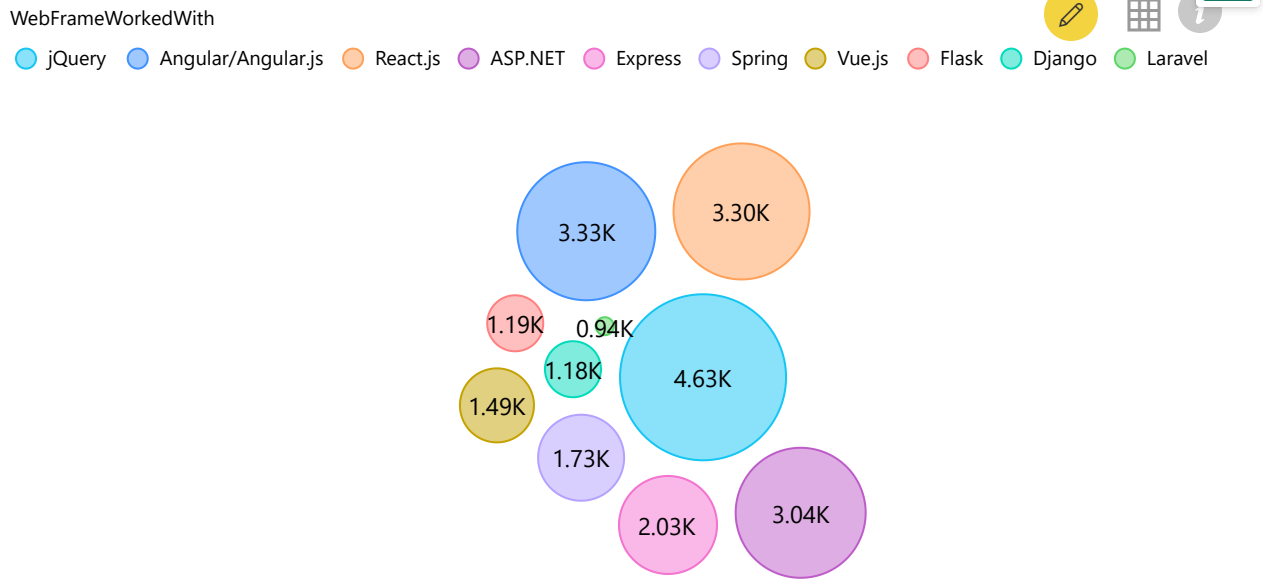 WebFrameWorkedWith
jQuery Angular/Angular.js React.js ASP.NET Express Spring Vue.js Flask Django Laravel
3.30K
3.33K
1.19K
0.94K
1.18K
4.63K
1.49K
1.73K
3.04K
2.03K